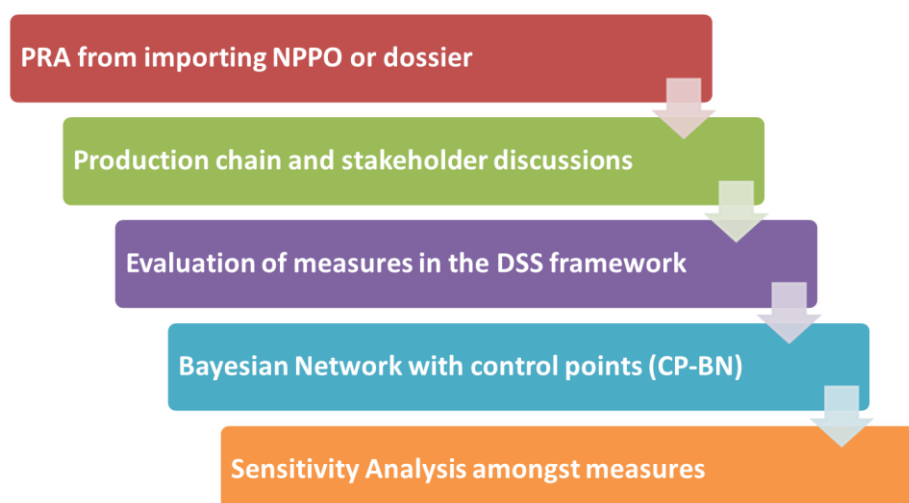 PRA from importing NPPO or dossier
Production chain and stakeholder discussions
Evaluation of measures in the DSS framework
Bayesian Network with control points (CP-BN)
Sensitivity Analysis amongst measures